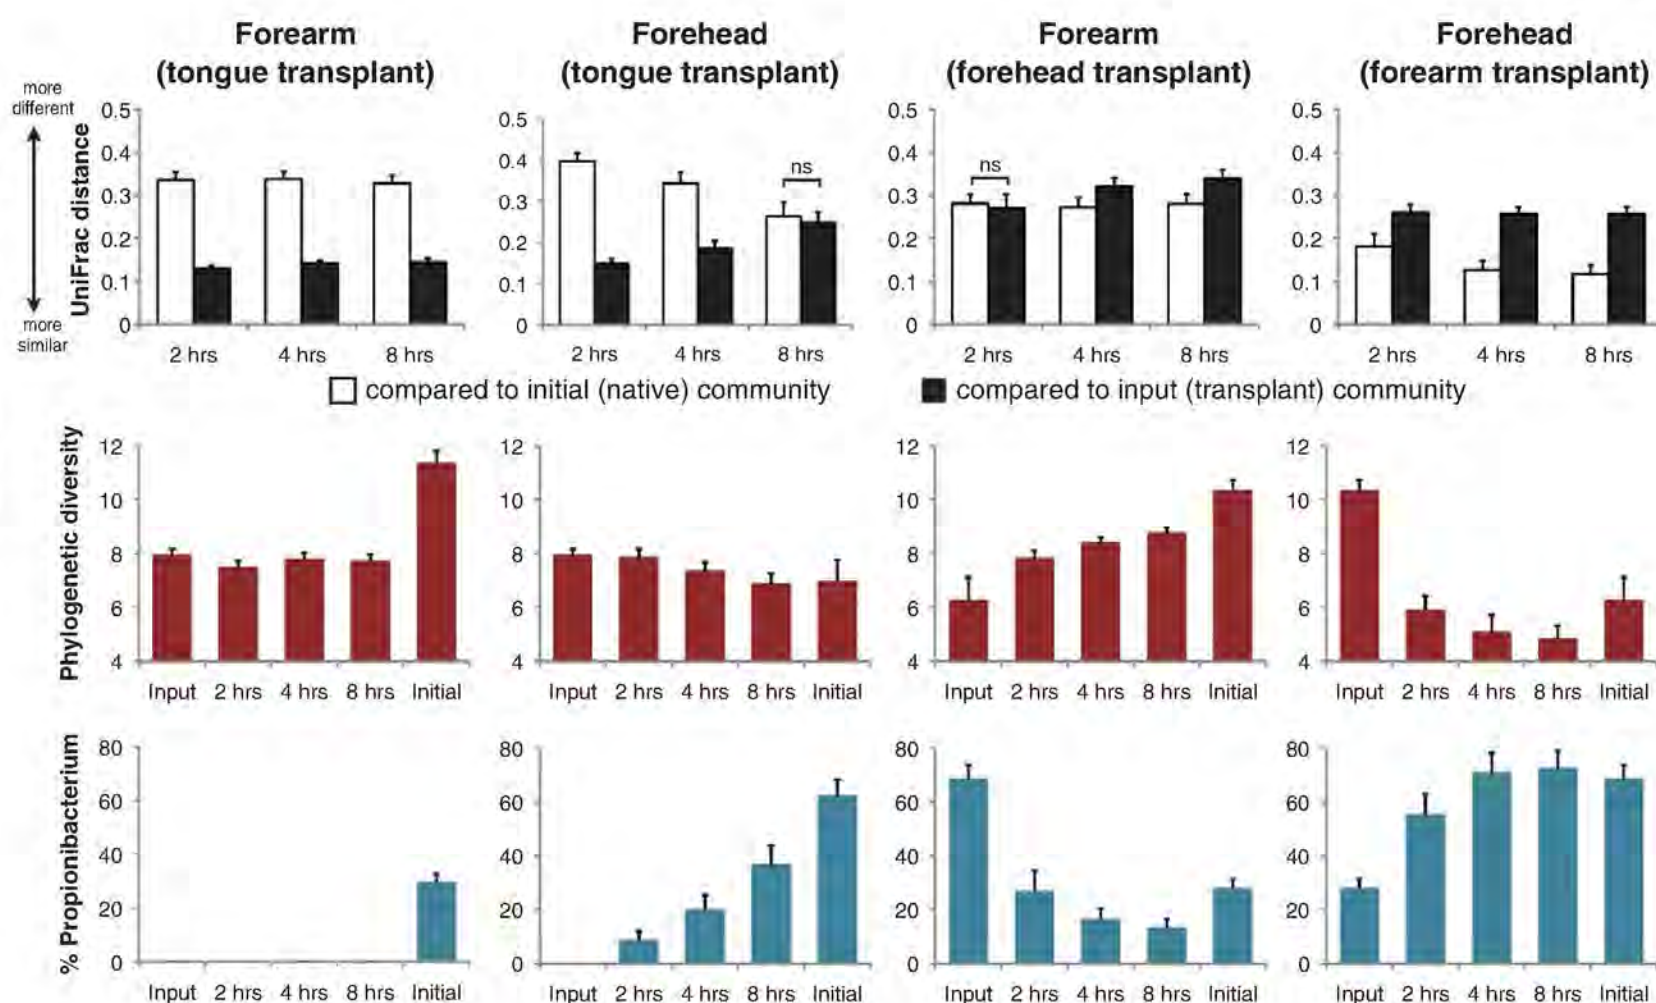 Forearm
(tongue transplant)
Forehead
(tongue transplant)
Forearm
(forehead transplant)
Forehead
(forearm transplant)
more
different
more
similar
UniFrac distance
0.5
0.4
0.3
0.2
0.1
0
2 hrs 4 hrs 8 hrs
0.5
0.4
0.3
0.2
0.1
0
ns
2 hrs 4 hrs 8 hrs
0.5
0.4
0.3
0.2
0.1
0
ns
2 hrs 4 hrs 8 hrs
0.5
0.4
0.3
0.2
0.1
0
2 hrs 4 hrs 8 hrs
compared to initial (native) community
compared to input (transplant) community
Phylogenetic diversity
12
10
8
6
4
Input 2 hrs 4 hrs 8 hrs Initial
12
10
8
6
4
Input 2 hrs 4 hrs 8 hrs Initial
12
10
8
6
4
Input 2 hrs 4 hrs 8 hrs Initial
12
10
8
6
4
Input 2 hrs 4 hrs 8 hrs Initial
% Propionibacterium
80
60
40
20
0
Input 2 hrs 4 hrs 8 hrs Initial
80
60
40
20
0
Input 2 hrs 4 hrs 8 hrs Initial
80
60
40
20
0
Input 2 hrs 4 hrs 8 hrs Initial
80
60
40
20
0
Input 2 hrs 4 hrs 8 hrs Initial